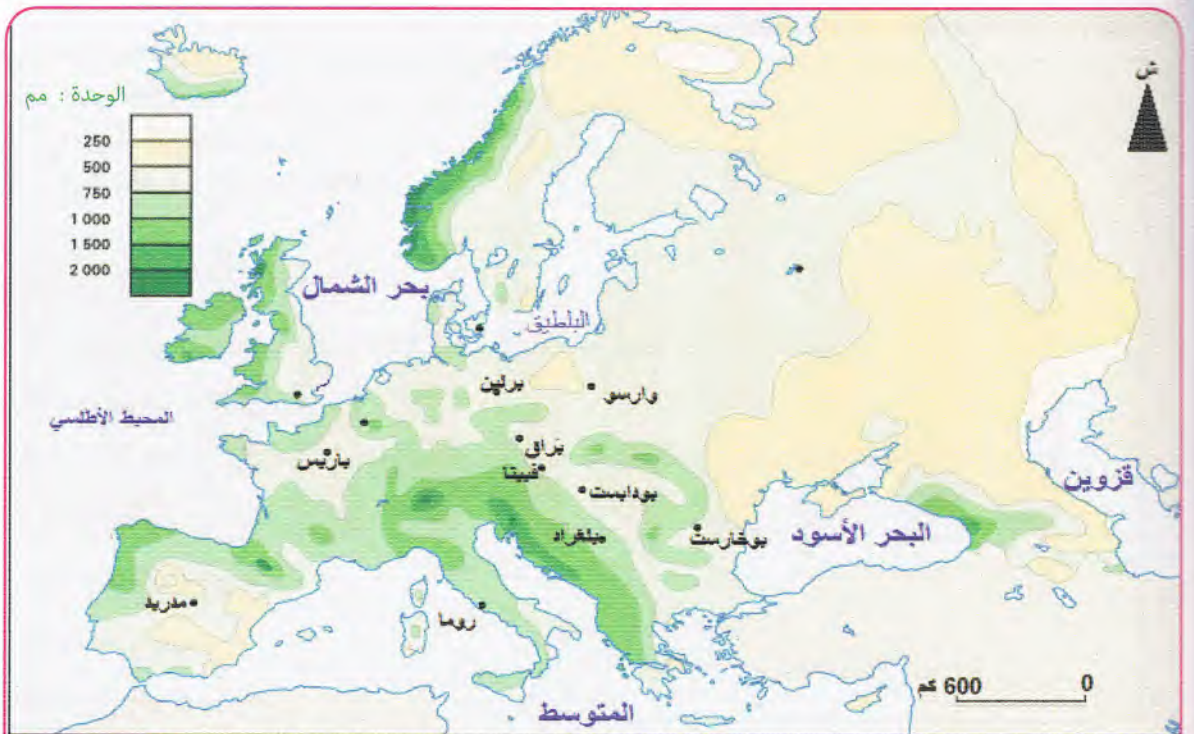 ش
الوحدة : مم
250
500
750
1 000
1 500
2 000
بحر الشمال
البلطيق
برلين
وارسو
المحيط الأطلسي
باريس
براق
فيينا
بودابست
قزوين
بلغراد
بوخارست
البحر الأسود
مدريد
روما
600 كم
0
المتوسط